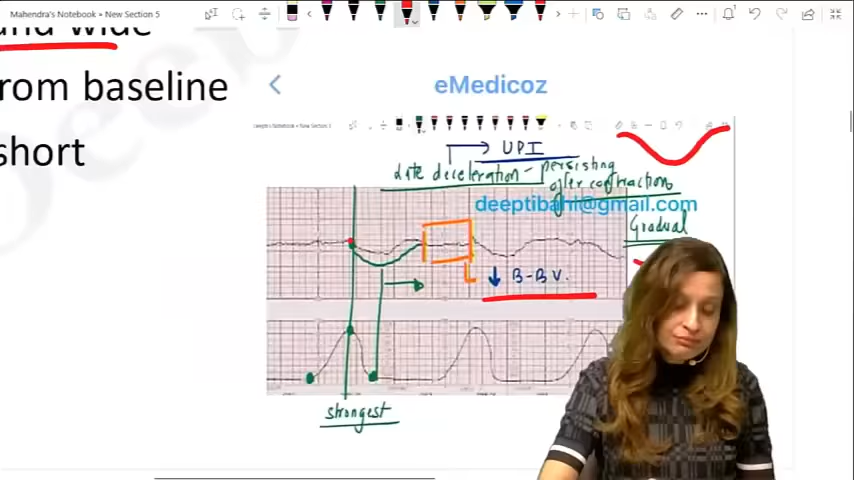 Mahendra's Notebook • New Section 5
and wide
rom baseline
short
eMedicoz
→ UPI
Late deceleration - persisting
after contraction
deeptibahl@gmail.com
Gradual
↓ B-B V.
strongest